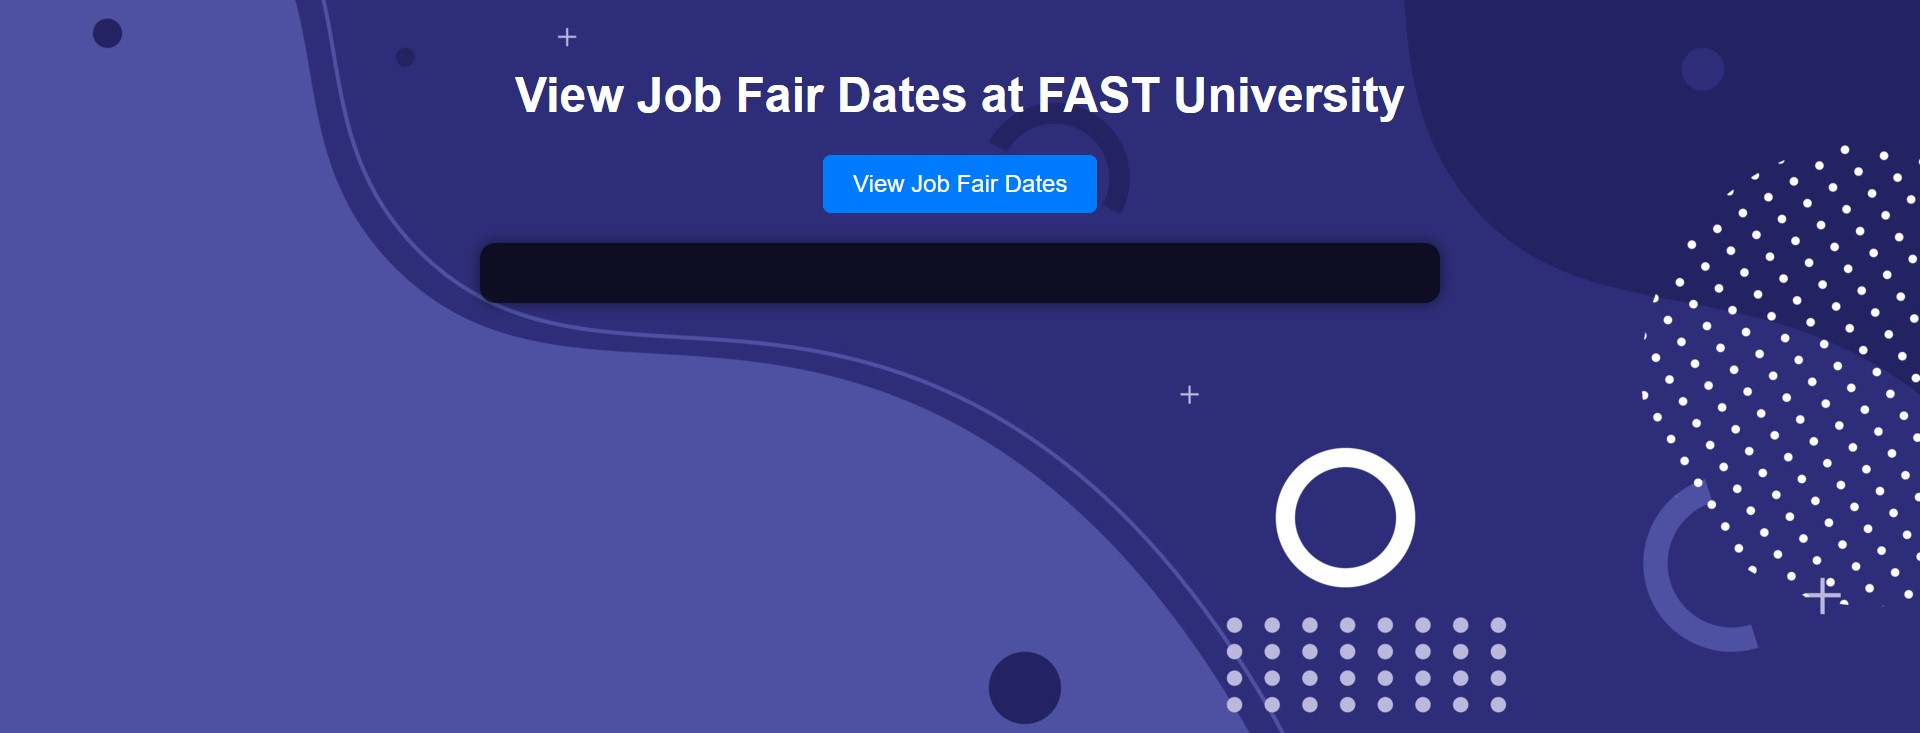 View Job Fair Dates at FAST University
View Job Fair Dates